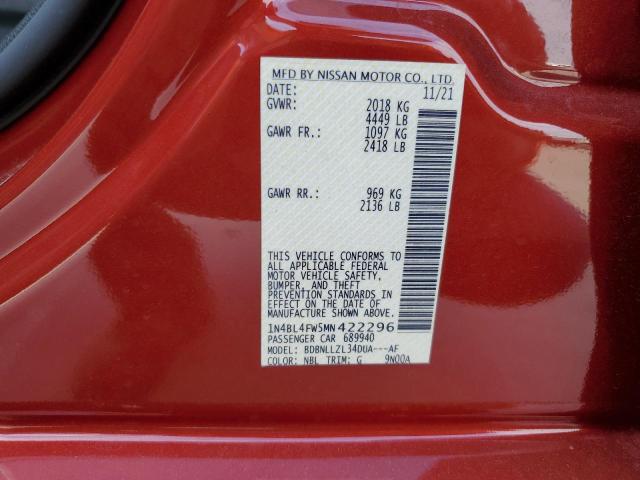 MFD BY NISSAN MOTOR CO., LTD.
DATE: 11/21
GVWR: 2018 KG
4449 LB
GAWR FR.: 1097 KG
2418 LB
GAWR RR.: 969 KG
2136 LB
THIS VEHICLE CONFORMS TO
ALL APPLICABLE FEDERAL
MOTOR VEHICLE SAFETY,
BUMPER, AND THEFT
PREVENTION STANDARDS IN
EFFECT ON THE DATE OF
MANUFACTURE SHOWN ABOVE.
1N4BL4FW5MN422296
PASSENGER CAR 689940
MODEL: BDBNLLZL34DUA---AF
COLOR: NBL TRIM: G 9N00A